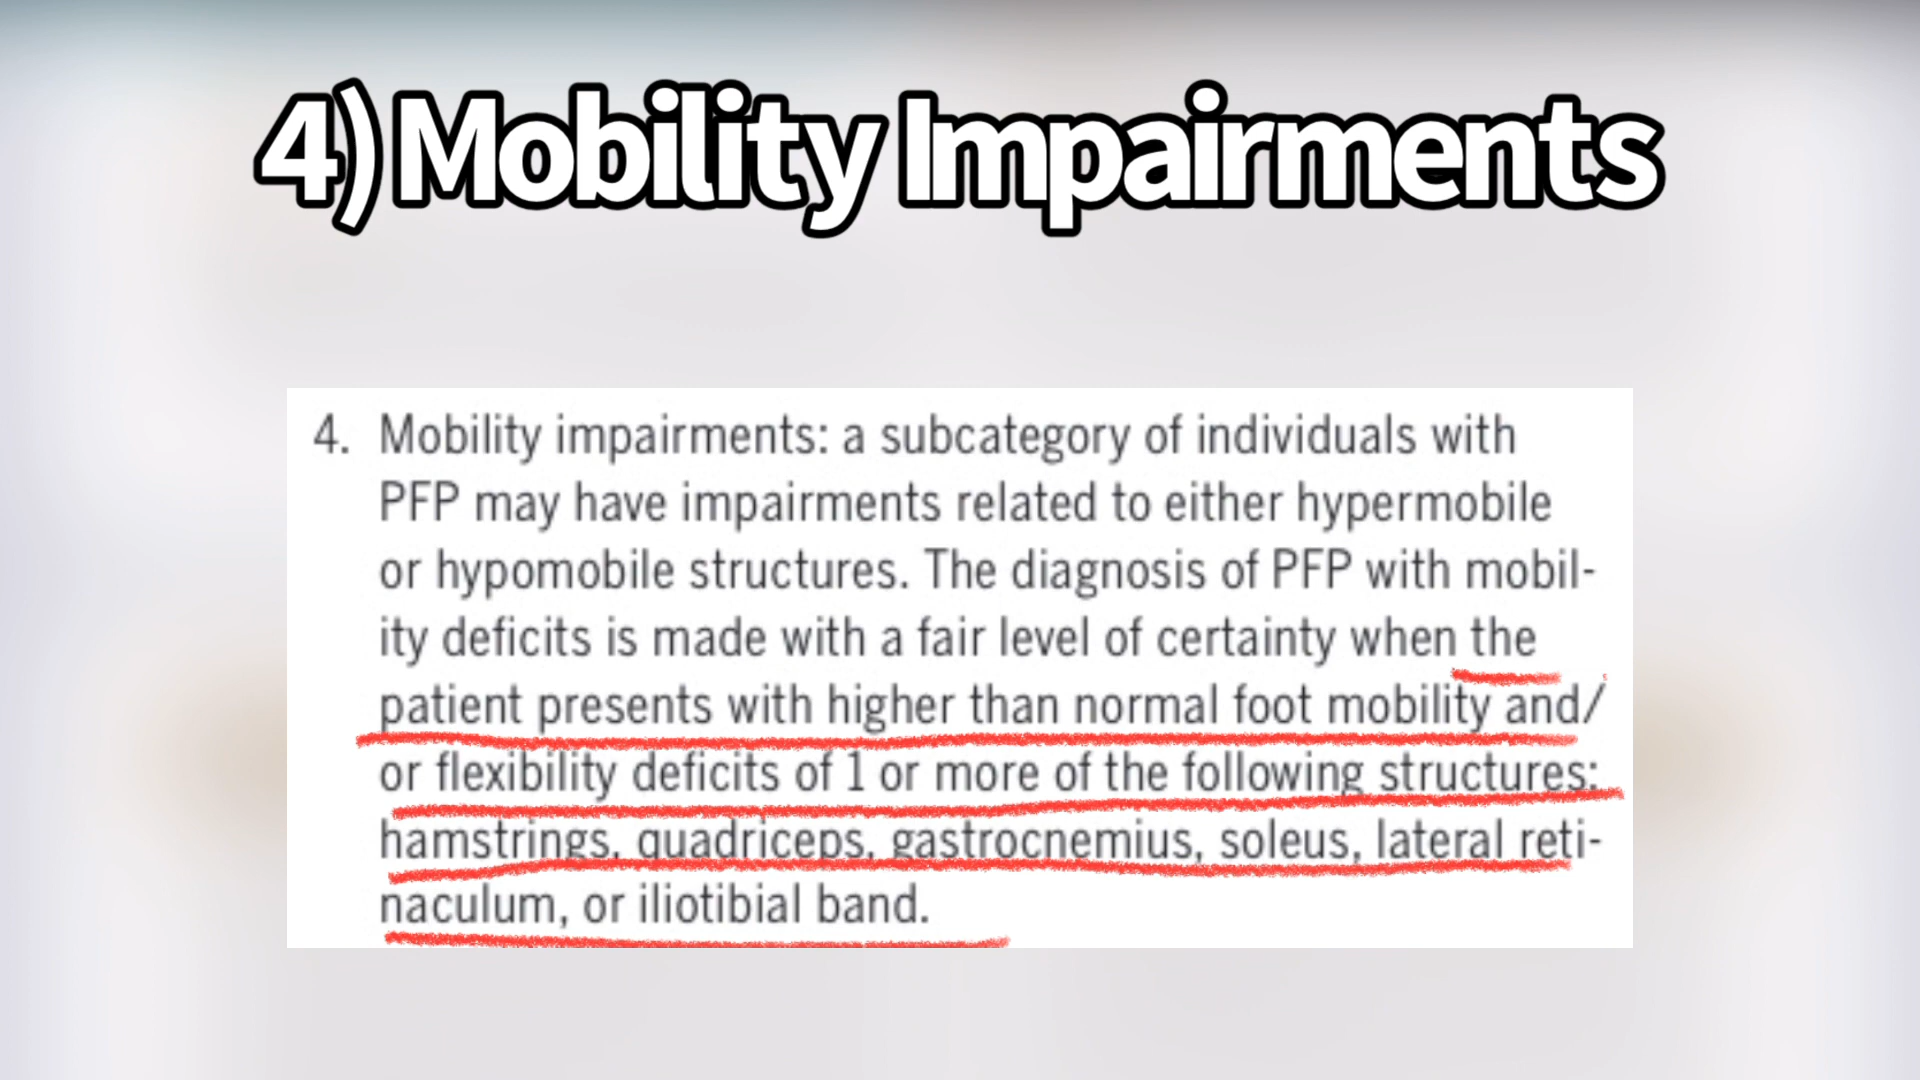 4) Mobility Impairments
4. Mobility impairments: a subcategory of individuals with
PFP may have impairments related to either hypermobile
or hypomobile structures. The diagnosis of PFP with mobil-
ity deficits is made with a fair level of certainty when the
patient presents with higher than normal foot mobility and/
or flexibility deficits of 1 or more of the following structures:
hamstrings, quadriceps, gastrocnemius, soleus, lateral reti-
naculum, or iliotibial band.